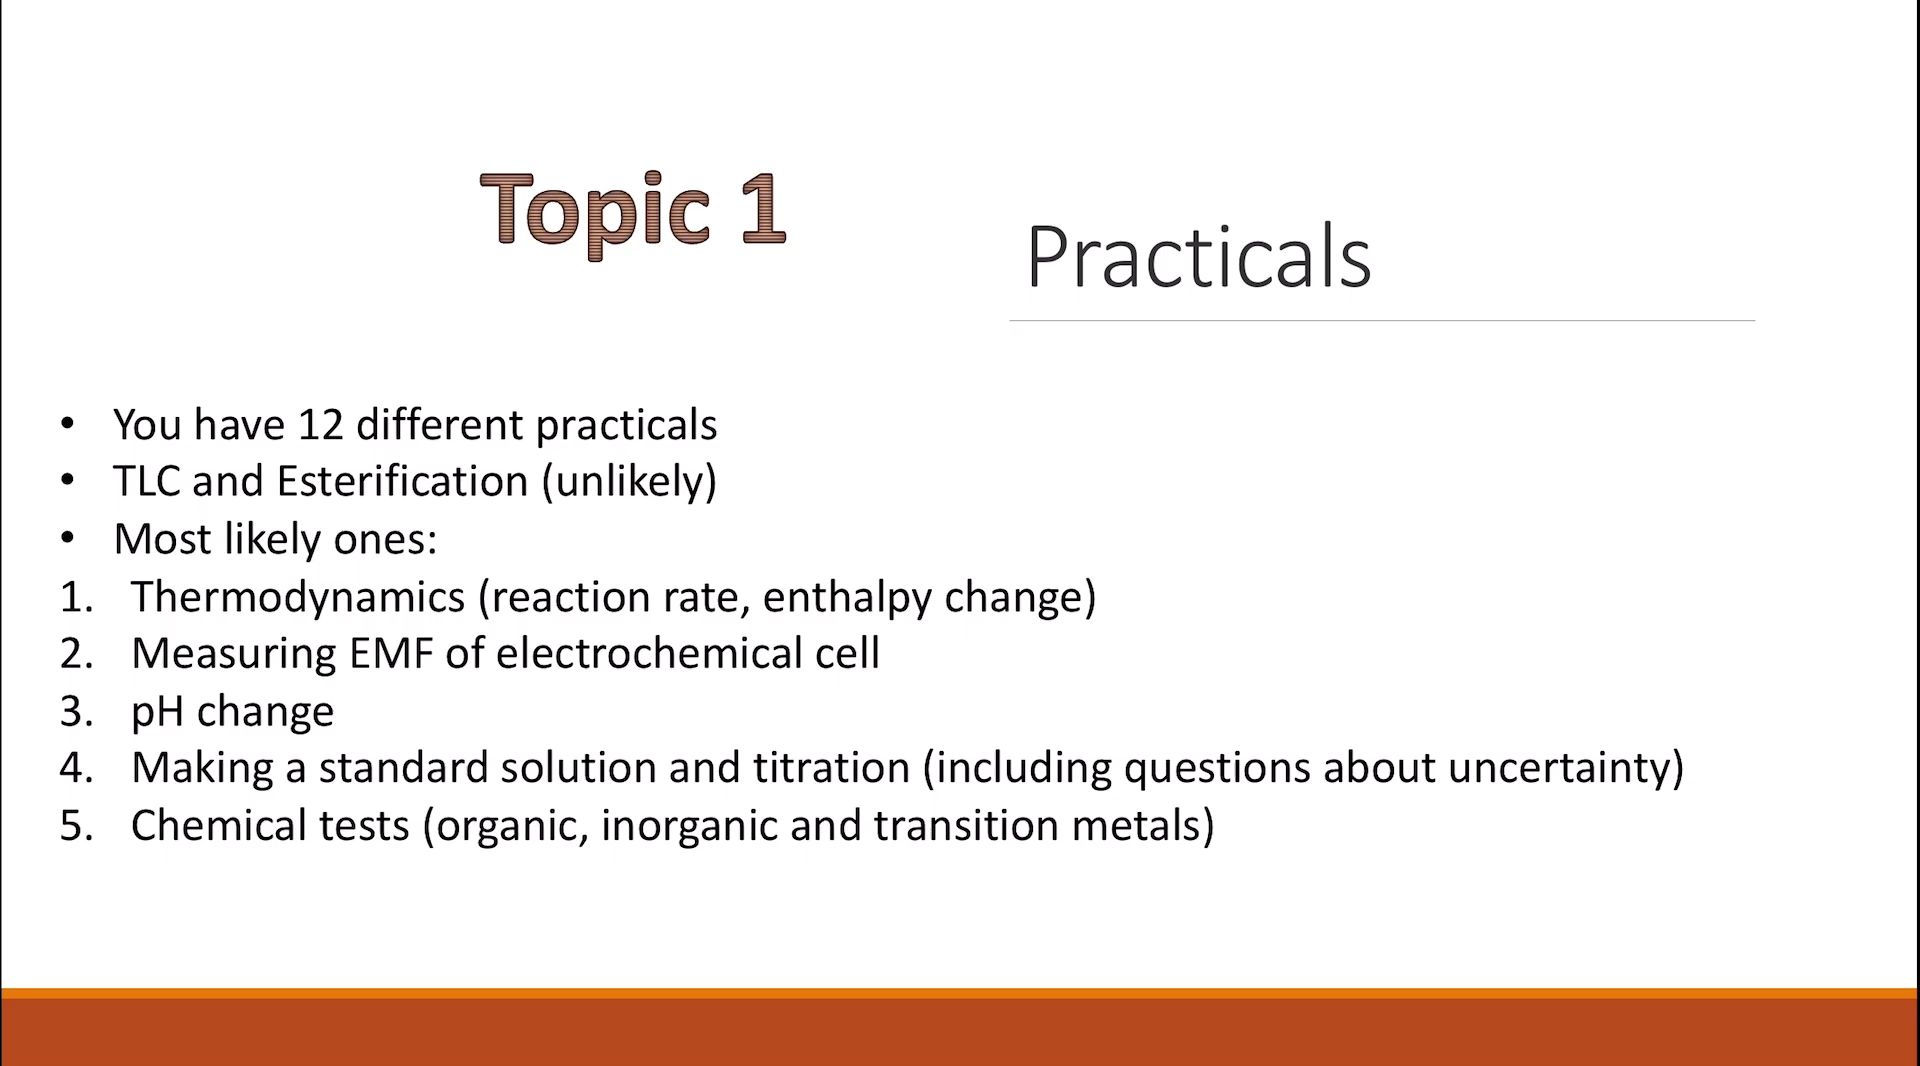 Topic 1
Practicals
• You have 12 different practicals
• TLC and Esterification (unlikely)
• Most likely ones:
1. Thermodynamics (reaction rate, enthalpy change)
2. Measuring EMF of electrochemical cell
3. pH change
4. Making a standard solution and titration (including questions about uncertainty)
5. Chemical tests (organic, inorganic and transition metals)